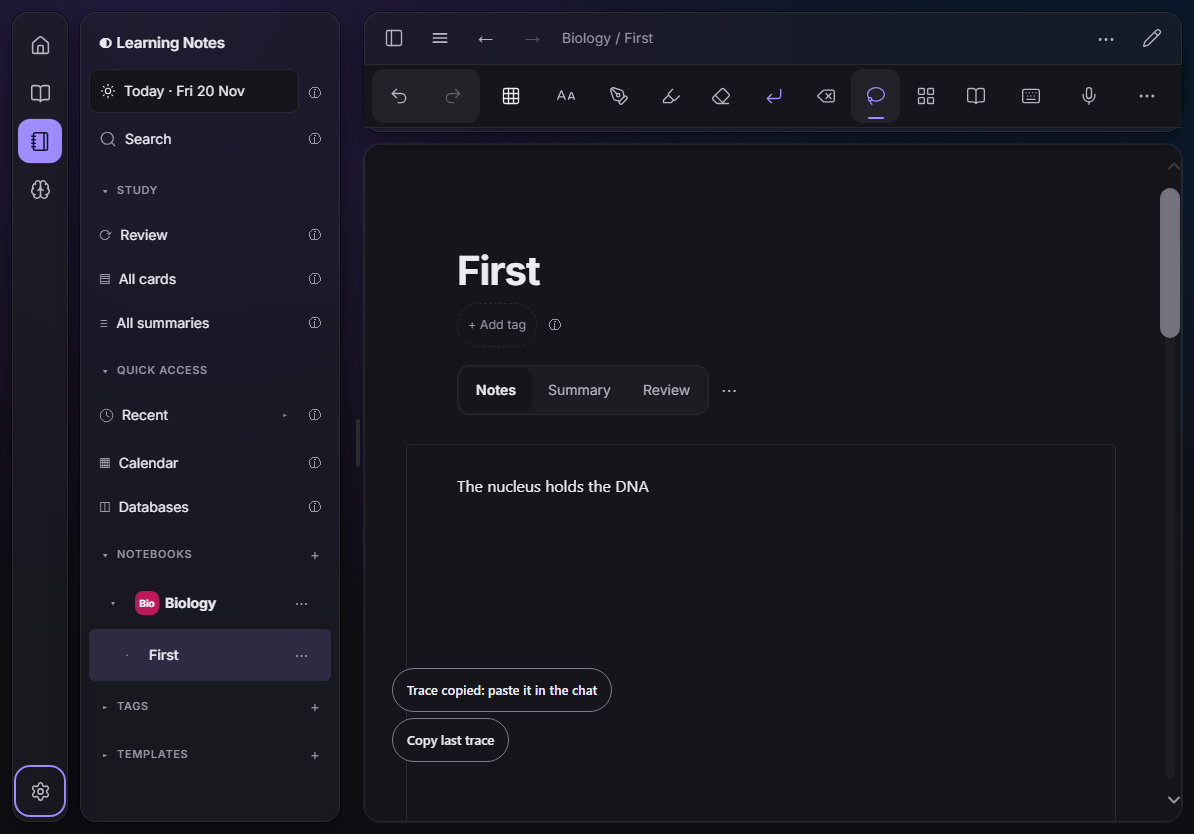 Learning Notes
Today · Fri 20 Nov
Search
STUDY
Review
All cards
All summaries
QUICK ACCESS
Recent
Calendar
Databases
NOTEBOOKS
Bio Biology
First
TAGS
TEMPLATES
Biology / First
AA
First
+ Add tag
Notes Summary Review
The nucleus holds the DNA
Trace copied: paste it in the chat
Copy last trace